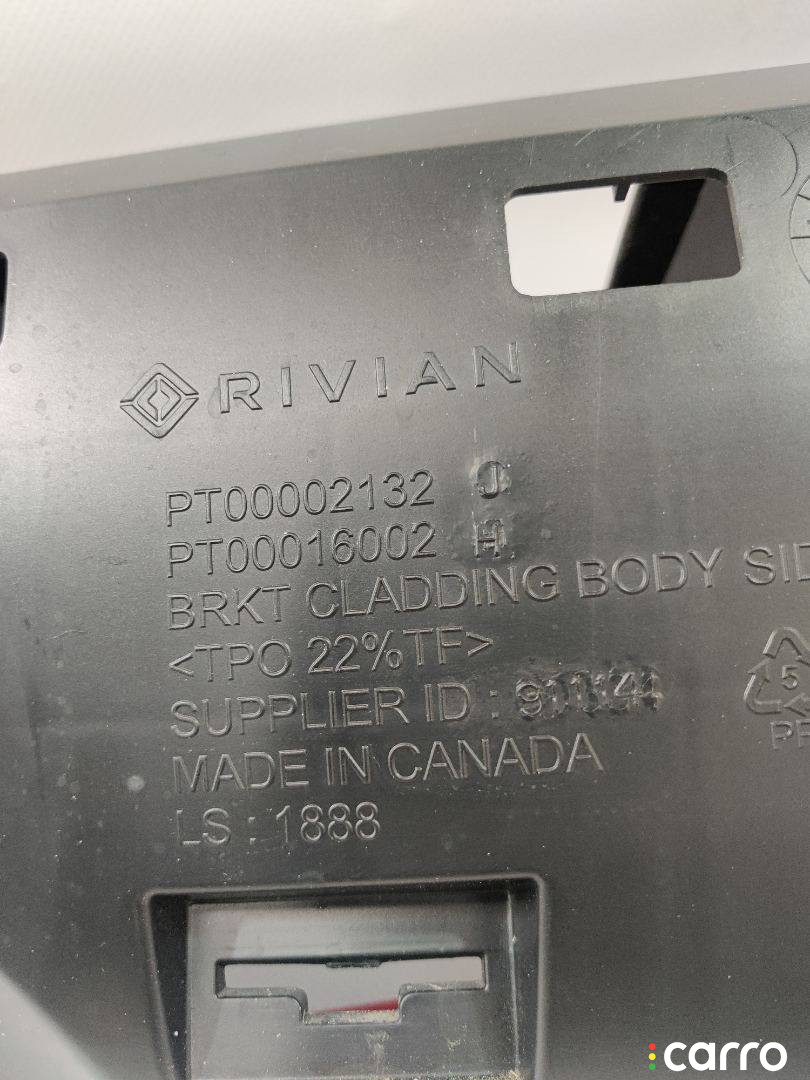 RIVIAN
PT00002132 J
PT00016002 H
BRKT CLADDING BODY SID
<TPO 22%TF>
SUPPLIER ID :
5
MADE IN CANADA
LS : 1888
carro